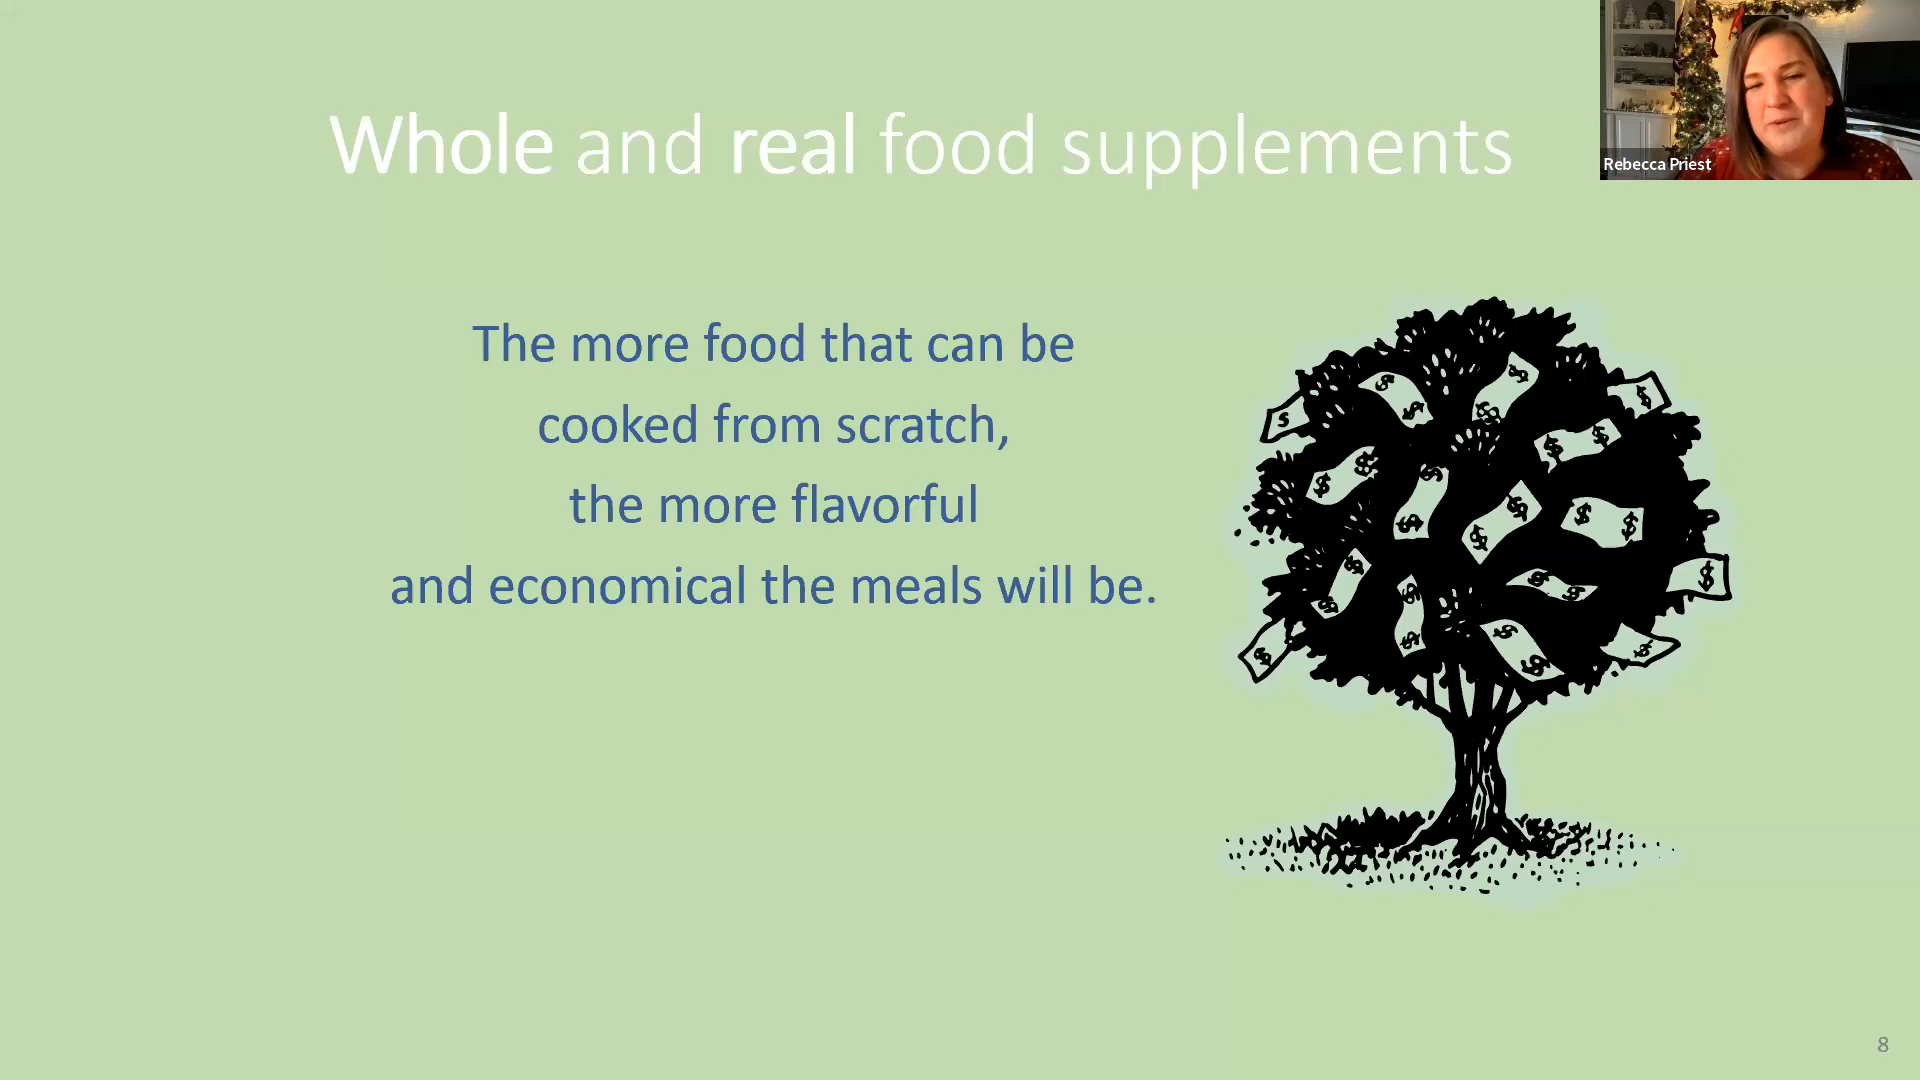 Whole and real food supplements
Rebecca Priest
The more food that can be
cooked from scratch,
the more flavorful
and economical the meals will be.
$ $ $ $ $ $ $ $ $ $ $ $ $ $ $ $ $ $ $ $ $ $ $ $ $ $ $
8